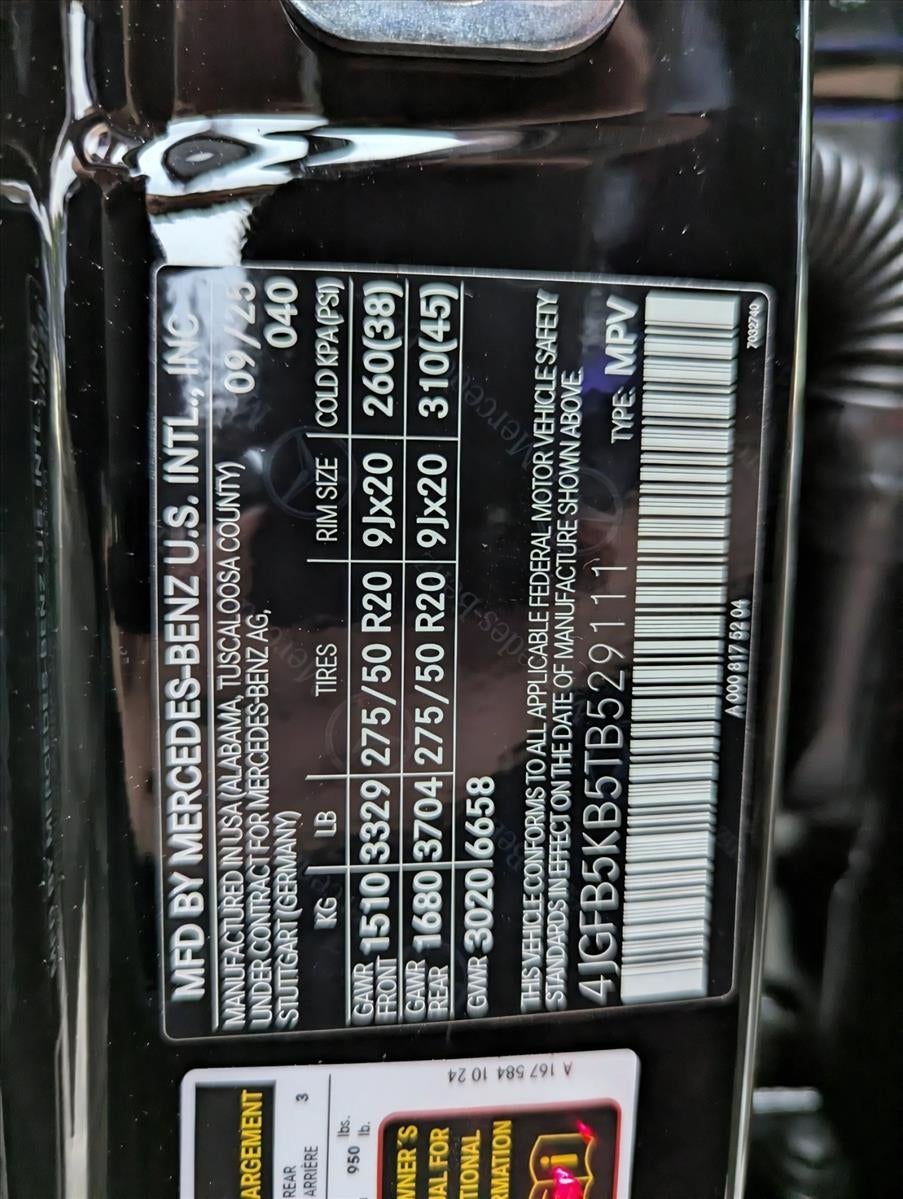 MFD BY MERCEDES-BENZ U.S. INTL., INC
MANUFACTURED IN USA (ALABAMA, TUSCALOOSA COUNTY) 09/25
UNDER CONTRACT FOR MERCEDES-BENZ AG, 040
STUTTGART (GERMANY)
KG LB TIRES RIM SIZE COLD KPA(PSI)
GAWR FRONT 1510 3329 275/50 R20 9Jx20 260(38)
GAWR REAR 1680 3704 275/50 R20 9Jx20 310(45)
GVWR 3020 6658
THIS VEHICLE CONFORMS TO ALL APPLICABLE FEDERAL MOTOR VEHICLE SAFETY
STANDARDS IN EFFECT ON THE DATE OF MANUFACTURE SHOWN ABOVE.
4JGFB5KB5TB529111 TYPE: MPV
A 000 817 52 04
7032740
ARGEMENT
REAR
ARRIÈRE 3
950 lbs.
lb.
A 167 584 10 24
WNER'S
UAL FOR
TIONAL
RMATION
i